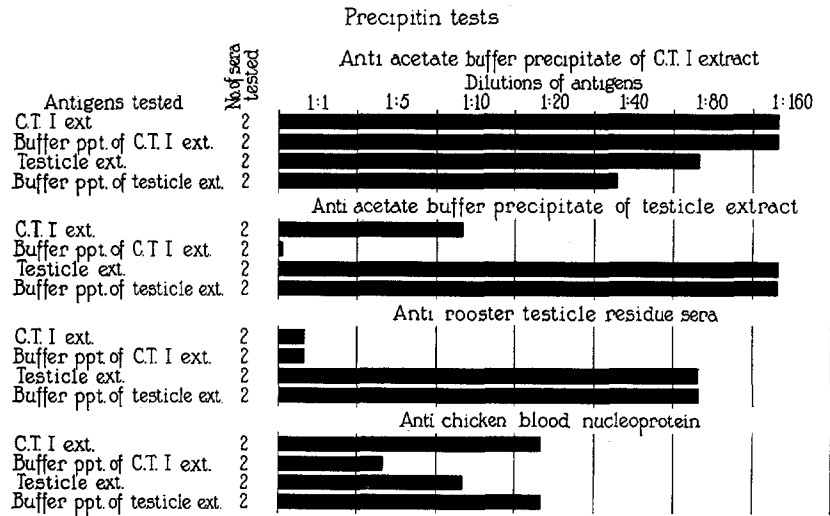 Precipitin tests
No. of sera tested
Anti acetate buffer precipitate of C.T. I extract
Dilutions of antigens
Antigens tested 1:1 1:5 1:10 1:20 1:40 1:80 1:160
C.T. I ext 2
Buffer ppt. of C.T. I ext. 2
Testicle ext. 2
Buffer ppt. of testicle ext. 2
Anti acetate buffer precipitate of testicle extract
C.T. I ext. 2
Buffer ppt. of C.T I ext. 2
Testicle ext. 2
Buffer ppt. of testicle ext. 2
Anti rooster testicle residue sera
C.T. I ext. 2
Buffer ppt. of C.T. I ext. 2
Testicle ext. 2
Buffer ppt. of testicle ext. 2
Anti chicken blood nucleoprotein
C.T. I ext. 2
Buffer ppt. of C.T. I ext. 2
Testicle ext. 2
Buffer ppt. of testicle ext. 2